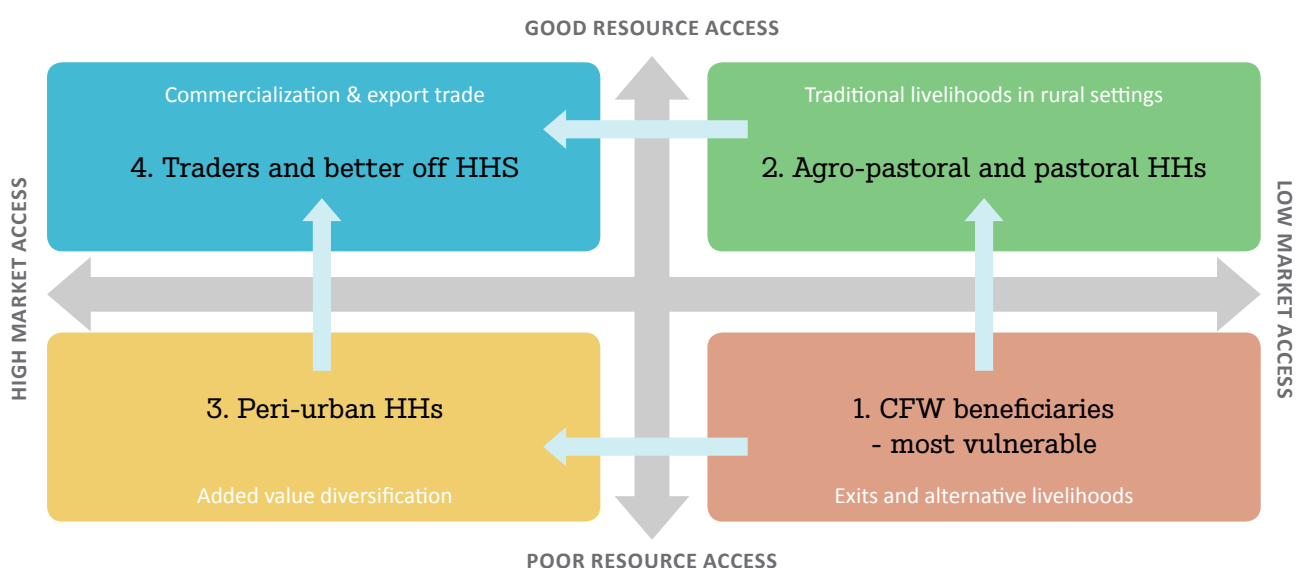 GOOD RESOURCE ACCESS
Commercialization & export trade
4. Traders and better off HHS
Traditional livelihoods in rural settings
2. Agro-pastoral and pastoral HHs
HIGH MARKET ACCESS
LOW MARKET ACCESS
3. Peri-urban HHs
Added value diversification
1. CFW beneficiaries
- most vulnerable
Exits and alternative livelihoods
POOR RESOURCE ACCESS